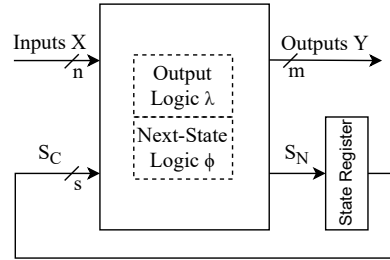 Inputs X
n
Output
Logic λ
Next-State
Logic ϕ
Outputs Y
m
S_C
s
S_N
State Register